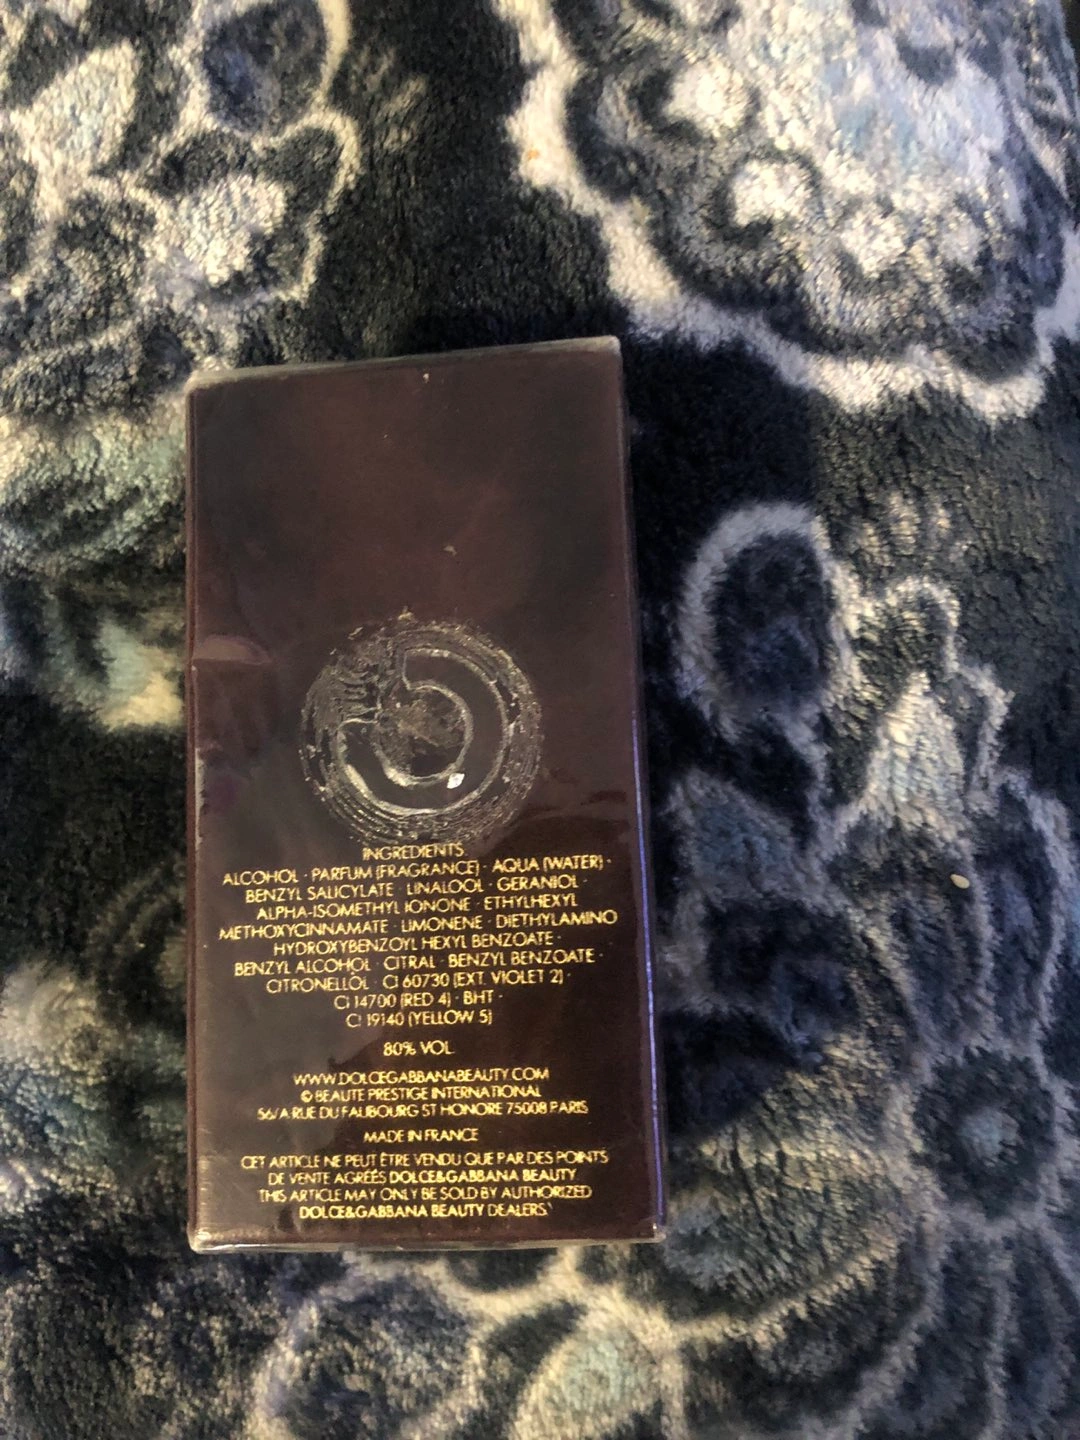 INGREDIENTS:
ALCOHOL · PARFUM (FRAGRANCE) · AQUA (WATER) ·
BENZYL SALICYLATE · LINALOOL · GERANIOL ·
ALPHA-ISOMETHYL IONONE · ETHYLHEXYL
METHOXYCINNAMATE · LIMONENE · DIETHYLAMINO
HYDROXYBENZOYL HEXYL BENZOATE ·
BENZYL ALCOHOL · CITRAL · BENZYL BENZOATE ·
CITRONELLOL · CI 60730 (EXT. VIOLET 2) ·
CI 14700 (RED 4) · BHT ·
CI 19140 (YELLOW 5)
80% VOL
WWW.DOLCEGABBANABEAUTY.COM
© BEAUTE PRESTIGE INTERNATIONAL
56/A RUE DU FAUBOURG ST HONORE 75008 PARIS
MADE IN FRANCE
CET ARTICLE NE PEUT ÊTRE VENDU QUE PAR DES POINTS
DE VENTE AGRÉÉS DOLCE&GABBANA BEAUTY
THIS ARTICLE MAY ONLY BE SOLD BY AUTHORIZED
DOLCE&GABBANA BEAUTY DEALERS.